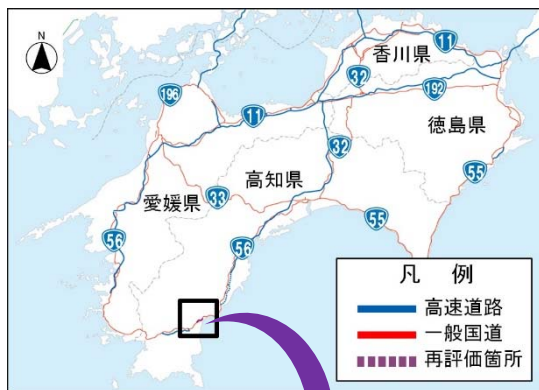 N
11
香川県
32
196
192
11
徳島県
32
高知県
愛媛県
33
55
56
56
55
凡 例
高速道路
一般国道
再評価箇所